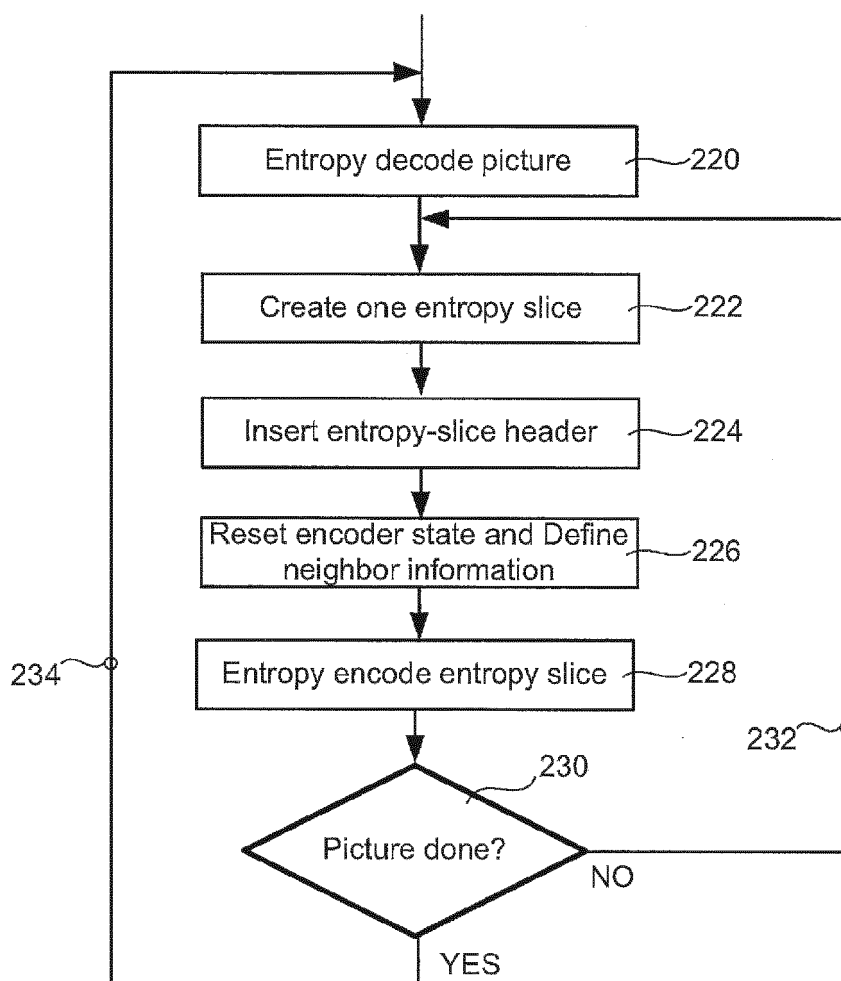 Entropy decode picture
220
Create one entropy slice
222
Insert entropy-slice header
224
Reset encoder state and Define
neighbor information
226
Entropy encode entropy slice
228
234
232
230
Picture done?
NO
YES